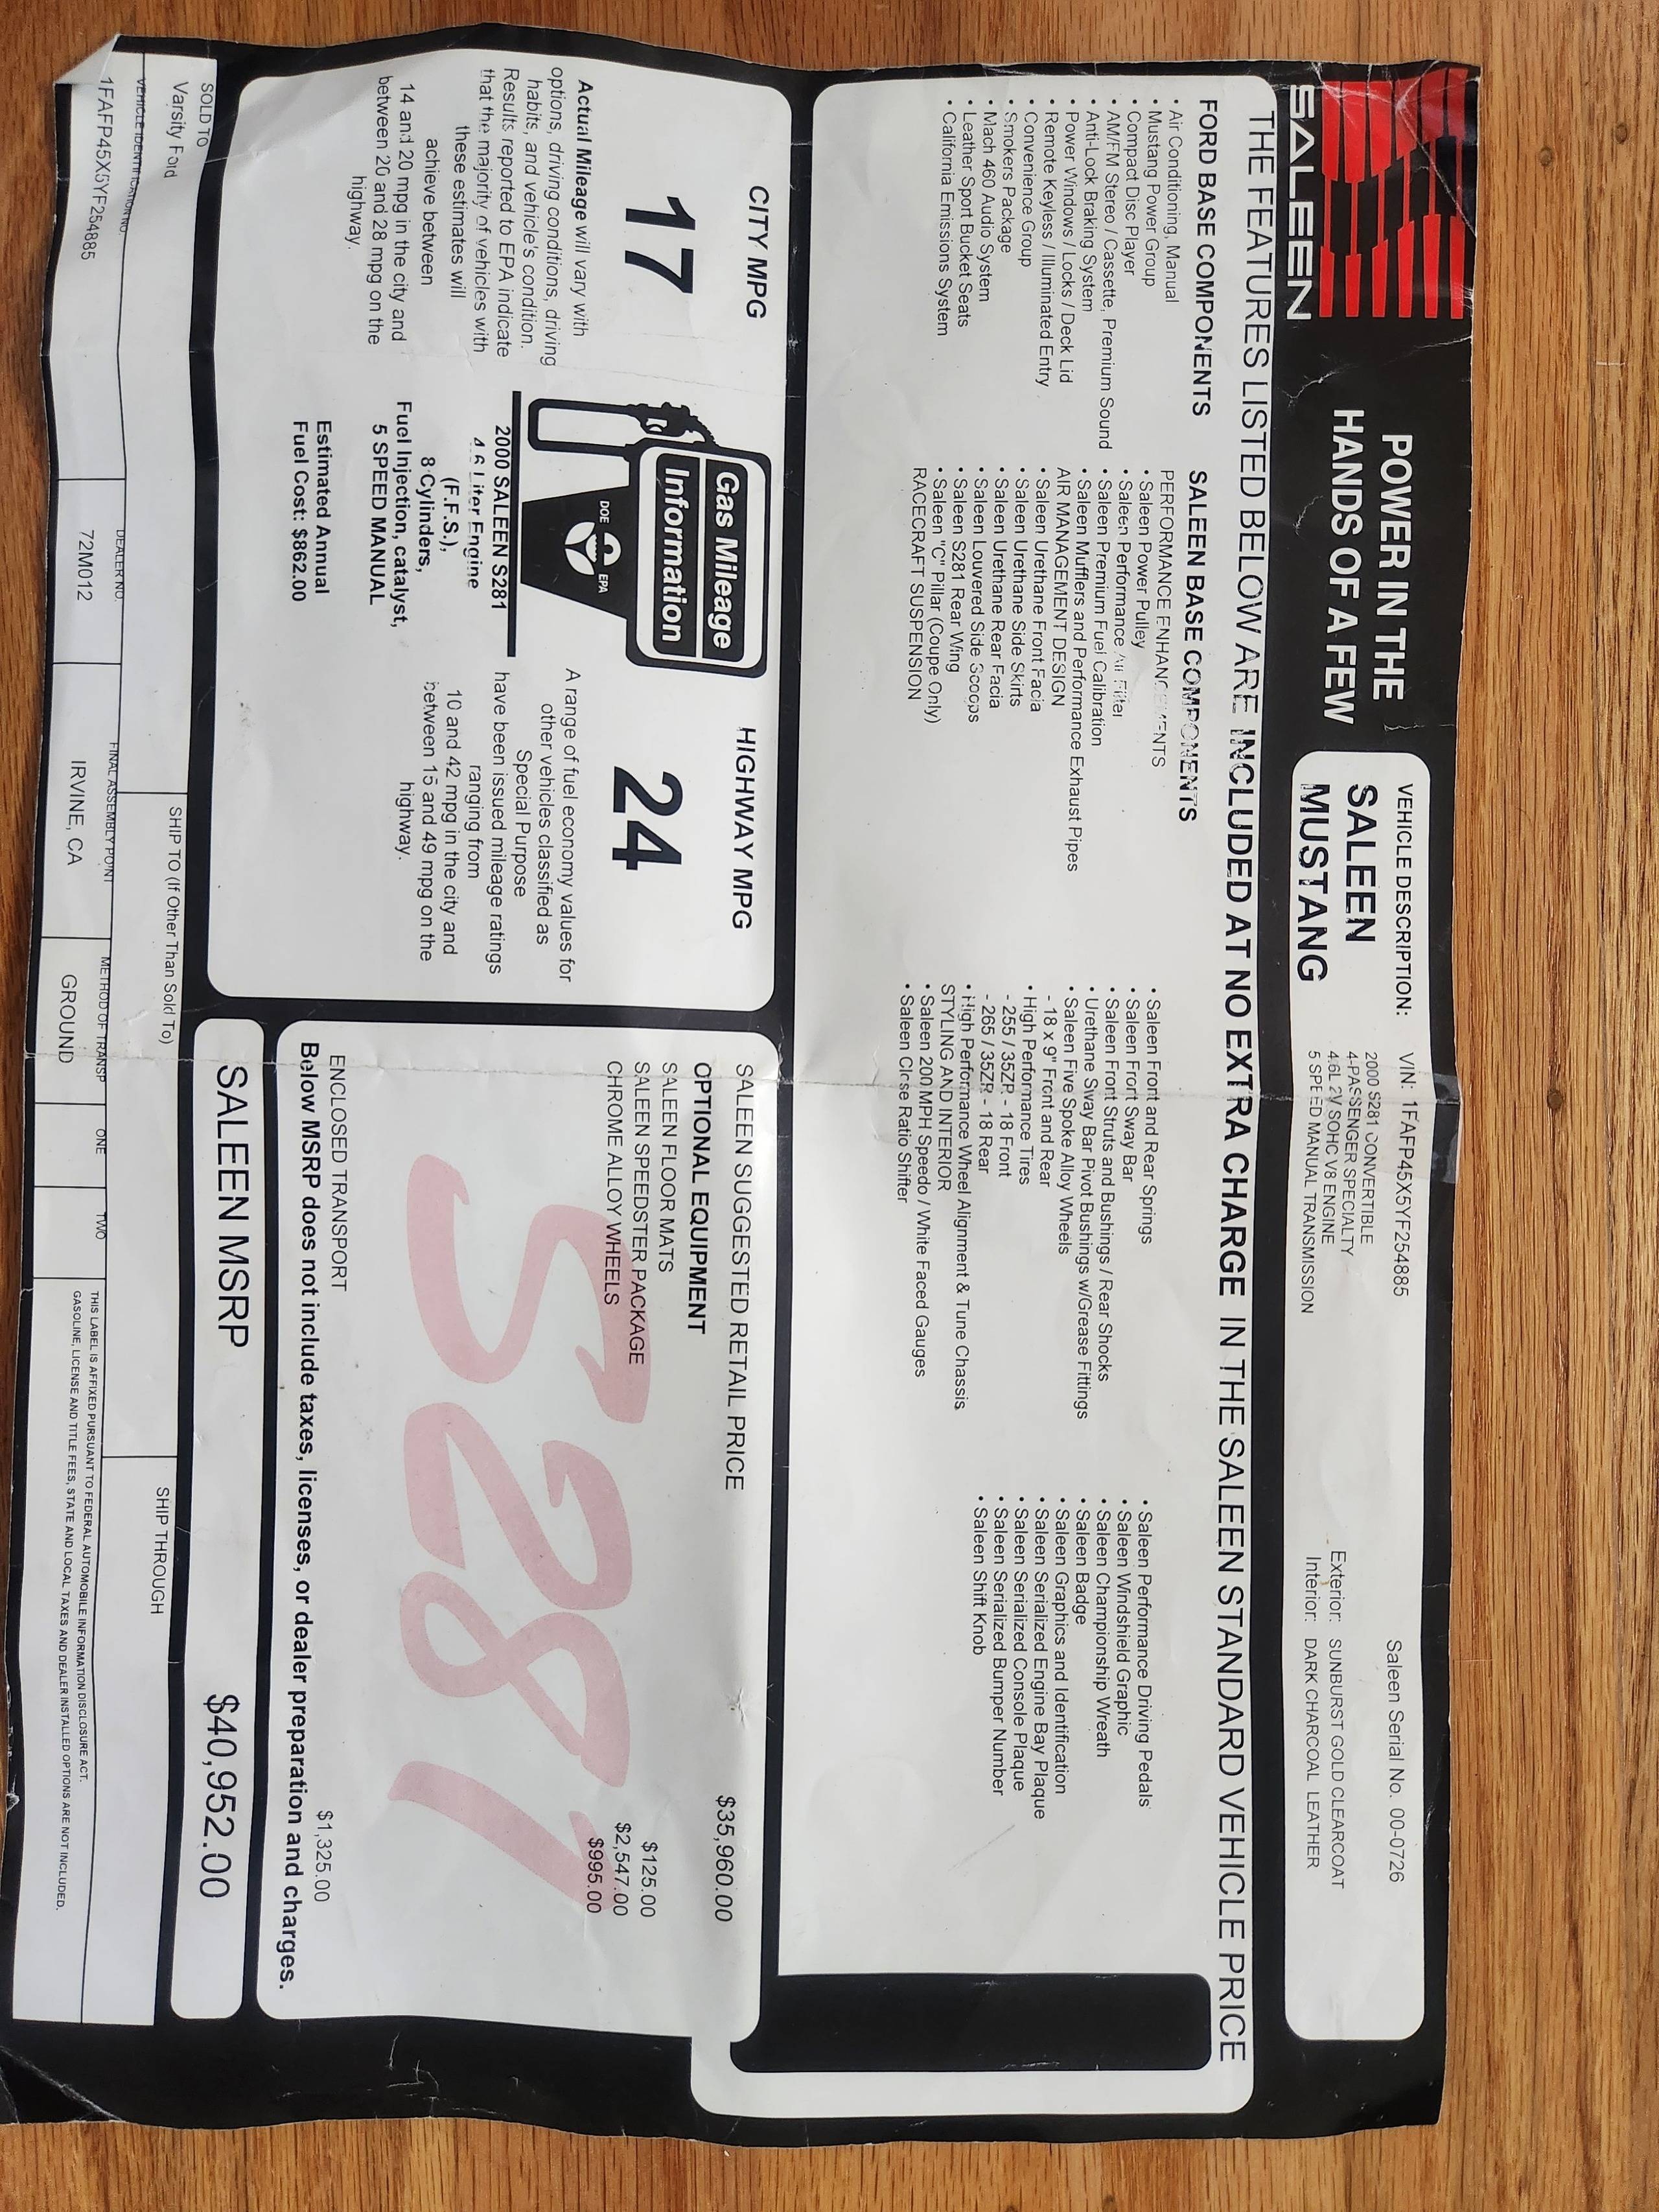 SALEEN
POWER IN THE
HANDS OF A FEW
VEHICLE DESCRIPTION:
SALEEN
MUSTANG
VIN: 1FAFP45X5YF254885
2000 S281 CONVERTIBLE
4-PASSENGER SPECIALTY
4.6L 2V SOHC V8 ENGINE
5 SPEED MANUAL TRANSMISSION
Saleen Serial No. 00-0726
Exterior: SUNBURST GOLD CLEARCOAT
Interior: DARK CHARCOAL LEATHER
THE FEATURES LISTED BELOW ARE INCLUDED AT NO EXTRA CHARGE IN THE SALEEN STANDARD VEHICLE PRICE
FORD BASE COMPONENTS
• Air Conditioning, Manual
• Mustang Power Group
• Compact Disc Player
• AM/FM Stereo / Cassette, Premium Sound
• Anti-Lock Braking System
• Power Windows / Locks / Deck Lid
• Remote Keyless / Illuminated Entry
• Convenience Group
• Smokers Package
• Mach 460 Audio System
• Leather Sport Bucket Seats
• California Emissions System
SALEEN BASE COMPONENTS
PERFORMANCE ENHANCEMENTS
• Saleen Power Pulley
• Saleen Performance Air Filter
• Saleen Premium Fuel Calibration
• Saleen Mufflers and Performance Exhaust Pipes
AIR MANAGEMENT DESIGN
• Saleen Urethane Front Facia
• Saleen Urethane Side Skirts
• Saleen Urethane Rear Facia
• Saleen Louvered Side Scoops
• Saleen S281 Rear Wing
• Saleen "C" Pillar (Coupe Only)
RACECRAFT SUSPENSION
• Saleen Front and Rear Springs
• Saleen Front Sway Bar
• Saleen Front Struts and Bushings / Rear Shocks
• Urethane Sway Bar Pivot Bushings w/Grease Fittings
• Saleen Five Spoke Alloy Wheels
- 18 x 9" Front and Rear
• High Performance Tires
- 255 / 35ZR - 18 Front
- 265 / 35ZR - 18 Rear
• High Performance Wheel Alignment & Tune Chassis
STYLING AND INTERIOR
• Saleen 200 MPH Speedo / White Faced Gauges
• Saleen Close Ratio Shifter
• Saleen Performance Driving Pedals
• Saleen Windshield Graphic
• Saleen Championship Wreath
• Saleen Badge
• Saleen Graphics and Identification
• Saleen Serialized Engine Bay Plaque
• Saleen Serialized Console Plaque
• Saleen Serialized Bumper Number
• Saleen Shift Knob
CITY MPG
17
Actual Mileage will vary with
options, driving conditions, driving
habits, and vehicle's condition.
Results reported to EPA indicate
that the majority of vehicles with
these estimates will
achieve between
14 and 20 mpg in the city and
between 20 and 28 mpg on the
highway.
Gas Mileage
Information
DOE
EPA
2000 SALEEN S281
4.6 Liter Engine
(F.F.S.),
8 Cylinders,
Fuel Injection, catalyst,
5 SPEED MANUAL
Estimated Annual
Fuel Cost: $862.00
HIGHWAY MPG
24
A range of fuel economy values for
other vehicles classified as
Special Purpose
have been issued mileage ratings
ranging from
10 and 42 mpg in the city and
between 15 and 49 mpg on the
highway.
SALEEN SUGGESTED RETAIL PRICE $35,960.00
OPTIONAL EQUIPMENT
SALEEN FLOOR MATS $125.00
SALEEN SPEEDSTER PACKAGE $2,547.00
CHROME ALLOY WHEELS $995.00
S281
ENCLOSED TRANSPORT $1,325.00
Below MSRP does not include taxes, licenses, or dealer preparation and charges.
SALEEN MSRP $40,952.00
SOLD TO
Varsity Ford
SHIP TO (If Other Than Sold To)
SHIP THROUGH
VEHICLE IDENTIFICATION NO.
1FAFP45X5YF254885
DEALER NO.
72M012
FINAL ASSEMBLY POINT
IRVINE, CA
METHOD OF TRANSP
GROUND
ONE
TWO
THIS LABEL IS AFFIXED PURSUANT TO FEDERAL AUTOMOBILE INFORMATION DISCLOSURE ACT.
GASOLINE, LICENSE AND TITLE FEES, STATE AND LOCAL TAXES AND DEALER INSTALLED OPTIONS ARE NOT INCLUDED.